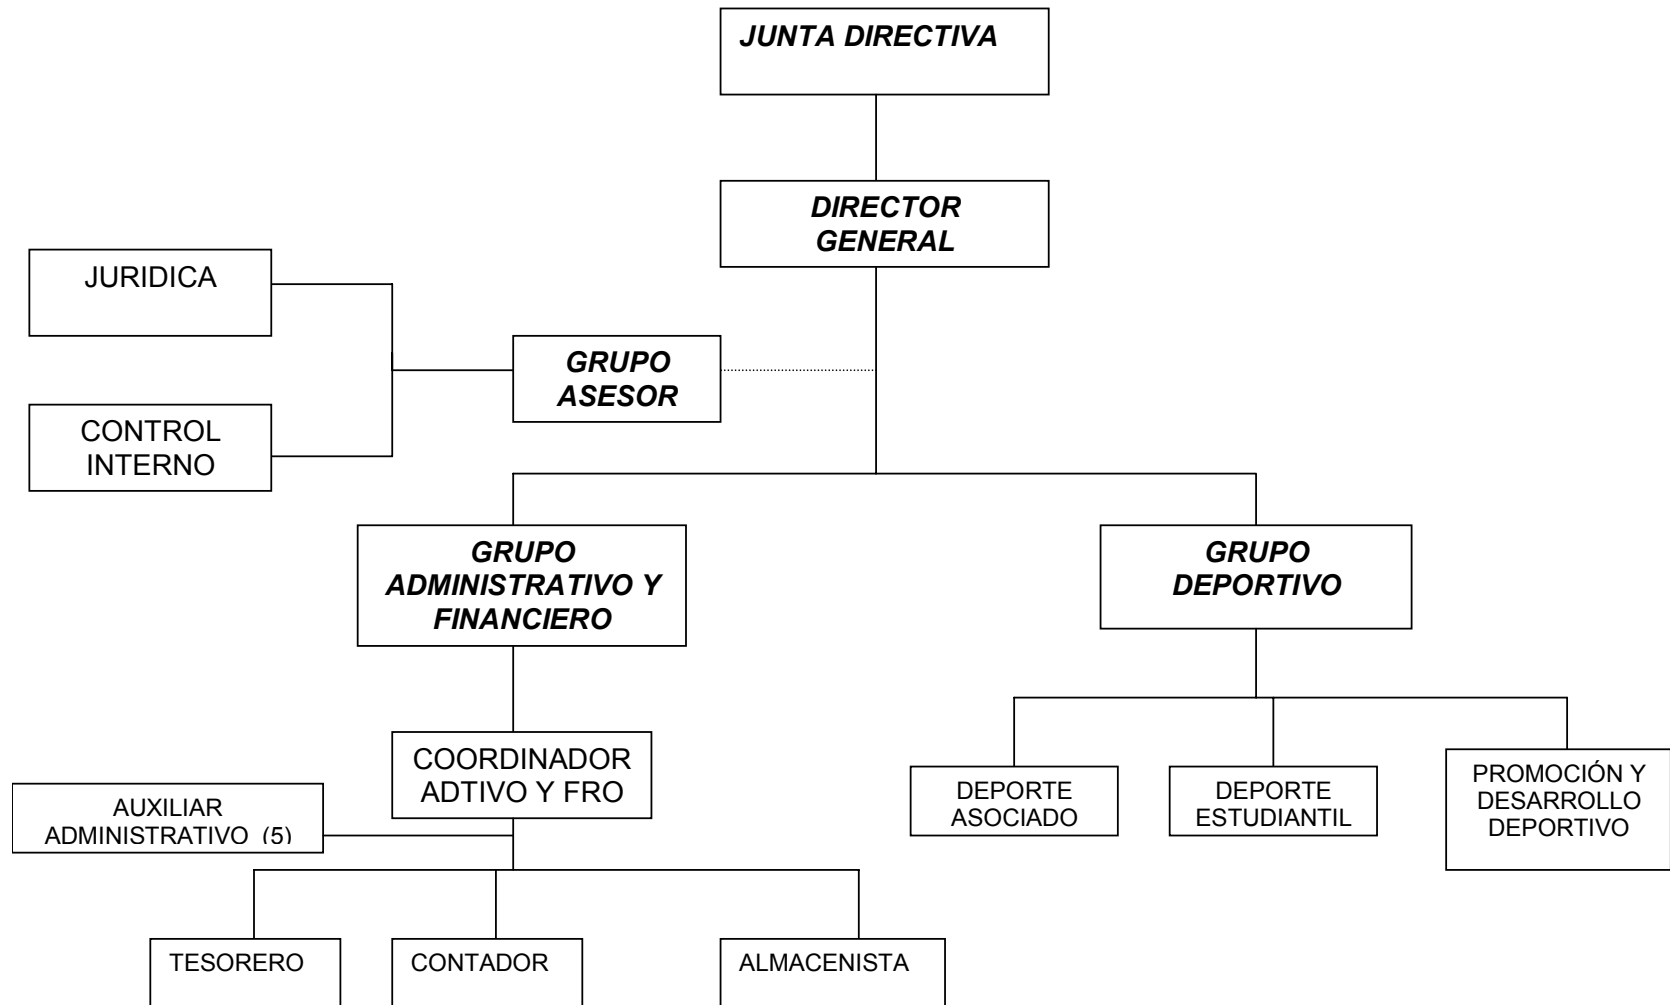 JUNTA DIRECTIVA
DIRECTOR
GENERAL
JURIDICA
GRUPO
ASESOR
CONTROL
INTERNO
GRUPO
ADMINISTRATIVO Y
FINANCIERO
GRUPO
DEPORTIVO
COORDINADOR
ADTIVO Y FRO
AUXILIAR
ADMINISTRATIVO (5)
DEPORTE
ASOCIADO
DEPORTE
ESTUDIANTIL
PROMOCIÓN Y
DESARROLLO
DEPORTIVO
TESORERO
CONTADOR
ALMACENISTA